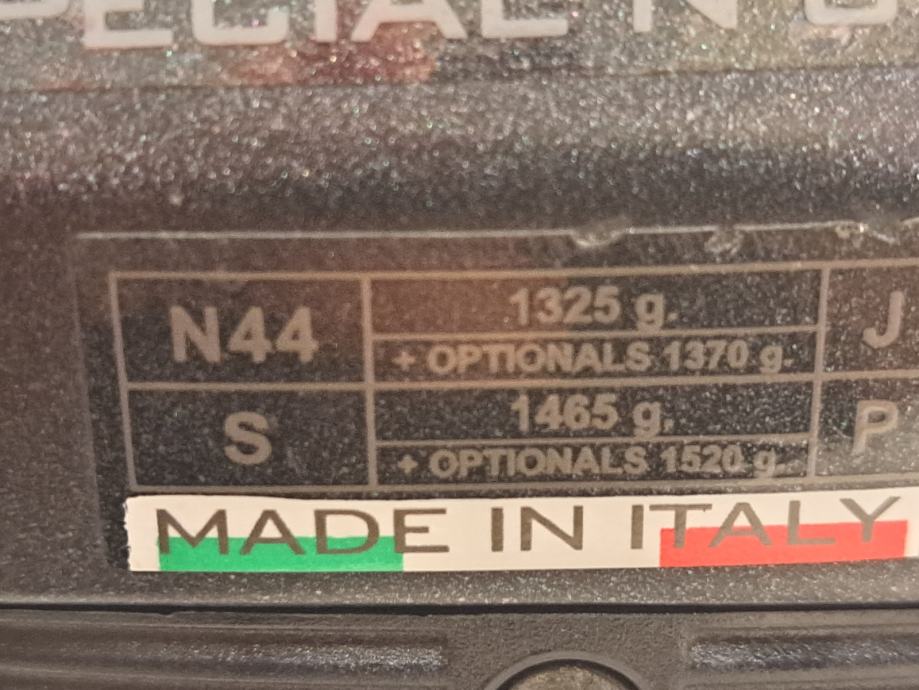 N44
1325 g.
J
+ OPTIONALS 1370 g.
S
1465 g.
P
+ OPTIONALS 1520 g.
MADE IN ITALY